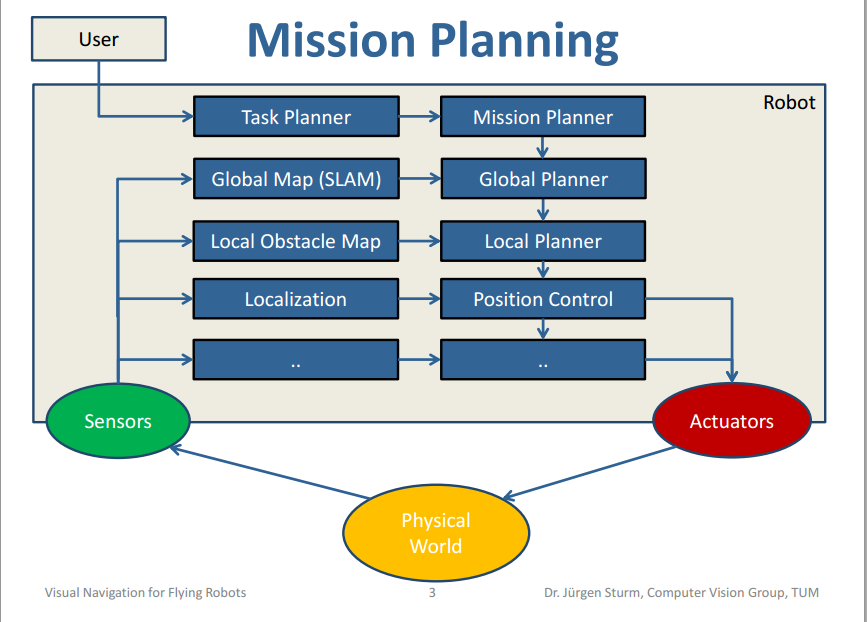 User
Mission Planning
Robot
Task Planner
Mission Planner
Global Map (SLAM)
Global Planner
Local Obstacle Map
Local Planner
Localization
Position Control
..
..
Sensors
Actuators
Physical
World
Visual Navigation for Flying Robots
3
Dr. Jürgen Sturm, Computer Vision Group, TUM